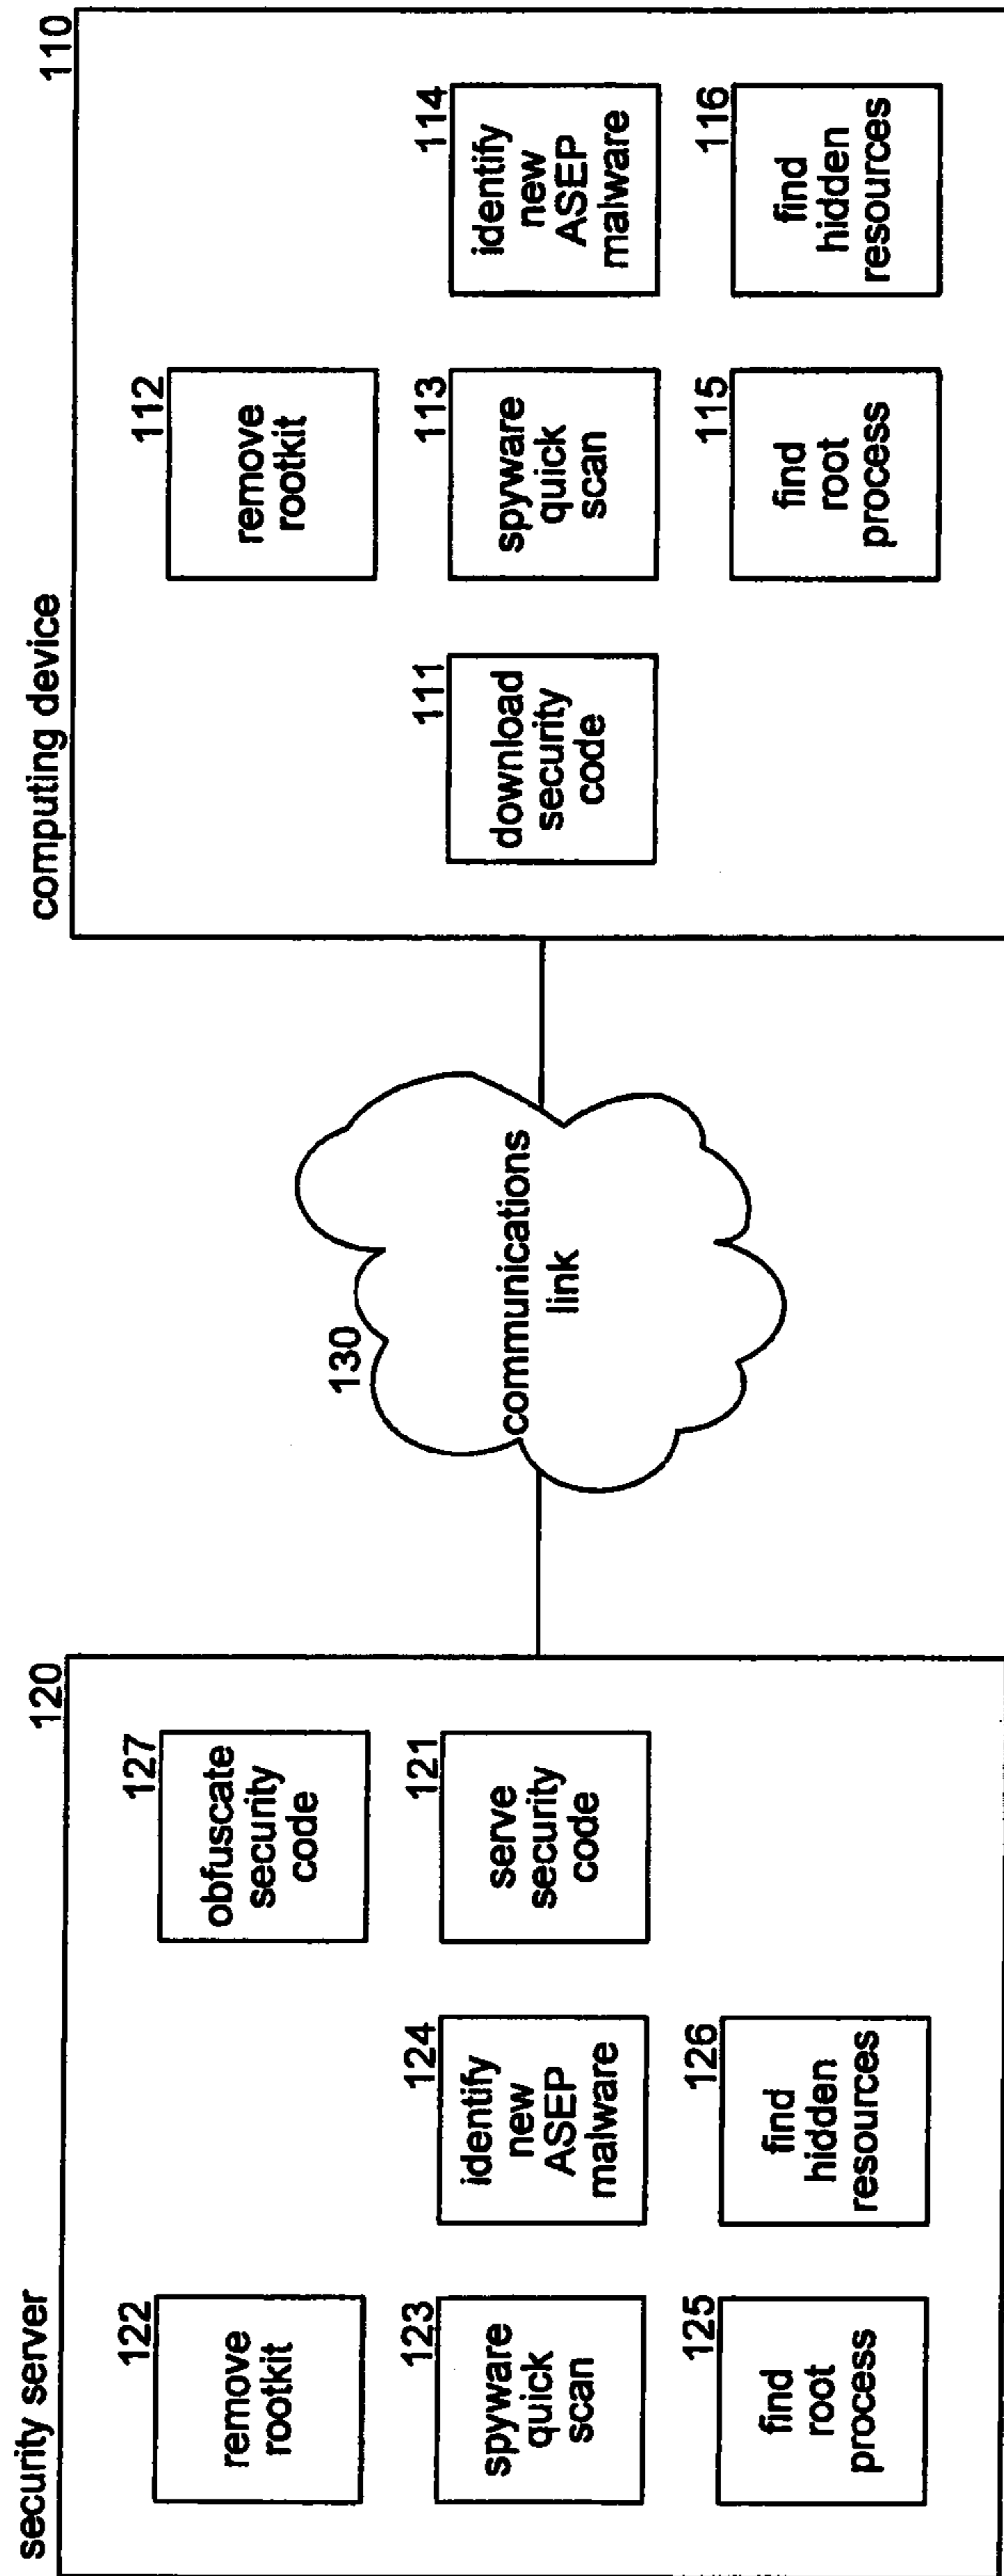 security server
120
122
remove
rootkit
127
obfuscate
security
code
123
spyware
quick
scan
124
identify
new
ASEP
malware
121
serve
security
code
125
find
root
process
126
find
hidden
resources
130
communications
link
computing device
110
112
remove
rootkit
111
download
security
code
113
spyware
quick
scan
114
identify
new
ASEP
malware
115
find
root
process
116
find
hidden
resources